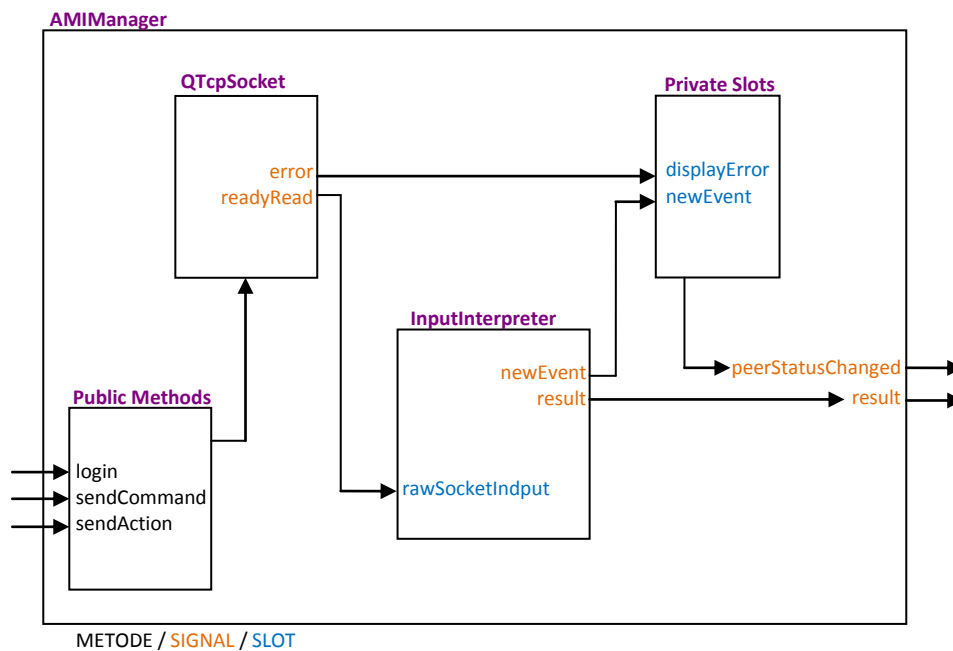 AMIManager
QTcpSocket
error
readyRead
Private Slots
displayError
newEvent
InputInterpreter
newEvent
result
rawSocketIndput
peerStatusChanged
result
Public Methods
login
sendCommand
sendAction
METODE / SIGNAL / SLOT